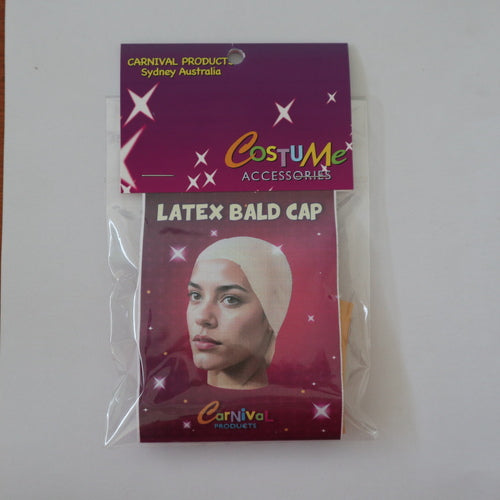 CARNIVAL PRODUCTS
Sydney Australia
COSTUMe
ACCESSORIES
LATEX BALD CAP
CaRNiVaL
PRODUCTS